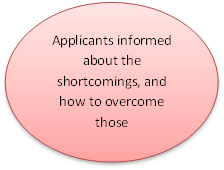 Applicants informed
about the
shortcomings, and
how to overcome
those